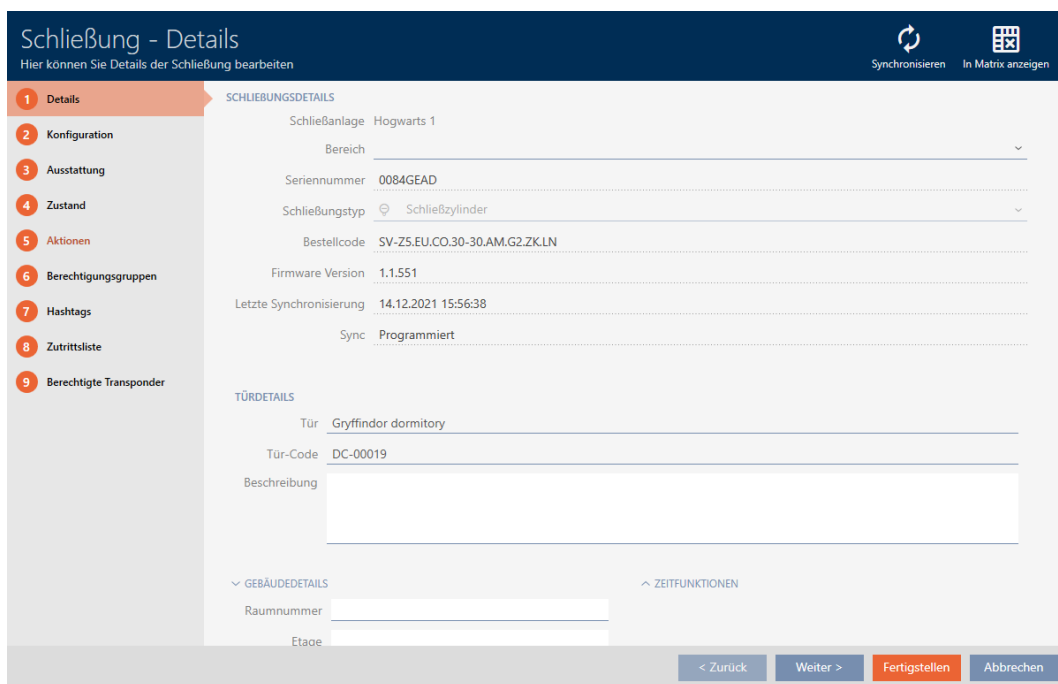 Schließung - Details
Hier können Sie Details der Schließung bearbeiten
Synchronisieren
In Matrix anzeigen
1 Details
2 Konfiguration
3 Ausstattung
4 Zustand
5 Aktionen
6 Berechtigungsgruppen
7 Hashtags
8 Zutrittsliste
9 Berechtigte Transponder
SCHLIEßUNGSDETAILS
Schließanlage Hogwarts 1
Bereich
Seriennummer 0084GEAD
Schließungstyp Schließzylinder
Bestellcode SV-Z5.EU.CO.30-30.AM.G2.ZK.LN
Firmware Version 1.1.551
Letzte Synchronisierung 14.12.2021 15:56:38
Sync Programmiert
TÜRDETAILS
Tür Gryffindor dormitory
Tür-Code DC-00019
Beschreibung
GEBÄUDEDETAILS
Raumnummer
Etage
ZEITFUNKTIONEN
< Zurück
Weiter >
Fertigstellen
Abbrechen